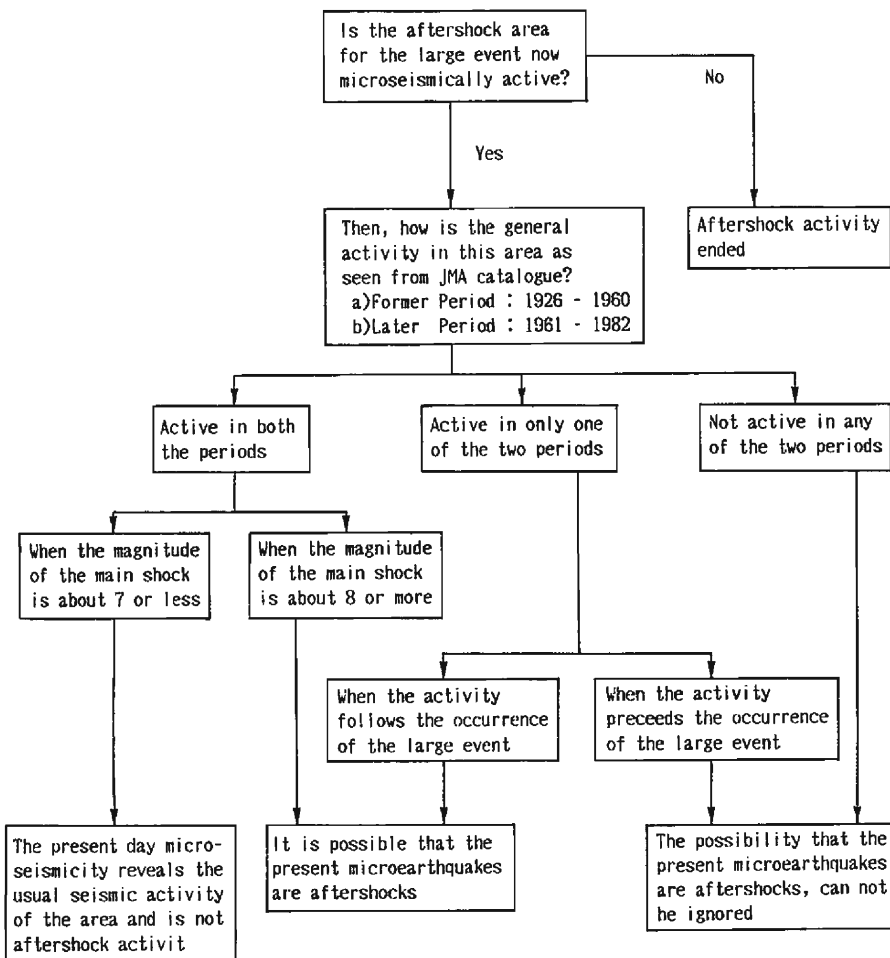 Is the aftershock area
for the large event now
microseismically active?
No
Yes
Then, how is the general
activity in this area as
seen from JMA catalogue?
a)Former Period : 1926 - 1960
b)Later Period : 1961 - 1982
Aftershock activity
ended
Active in both
the periods
Active in only one
of the two periods
Not active in any
of the two periods
When the magnitude
of the main shock
is about 7 or less
When the magnitude
of the main shock
is about 8 or more
When the activity
follows the occurrence
of the large event
When the activity
preceeds the occurrence
of the large event
The present day micro-
seismicity reveals the
usual seismic activity
of the area and is not
aftershock activit
It is possible that the
present microearthquakes
are aftershocks
The possibility that the
present microearthquakes
are aftershocks, can not
he ignored